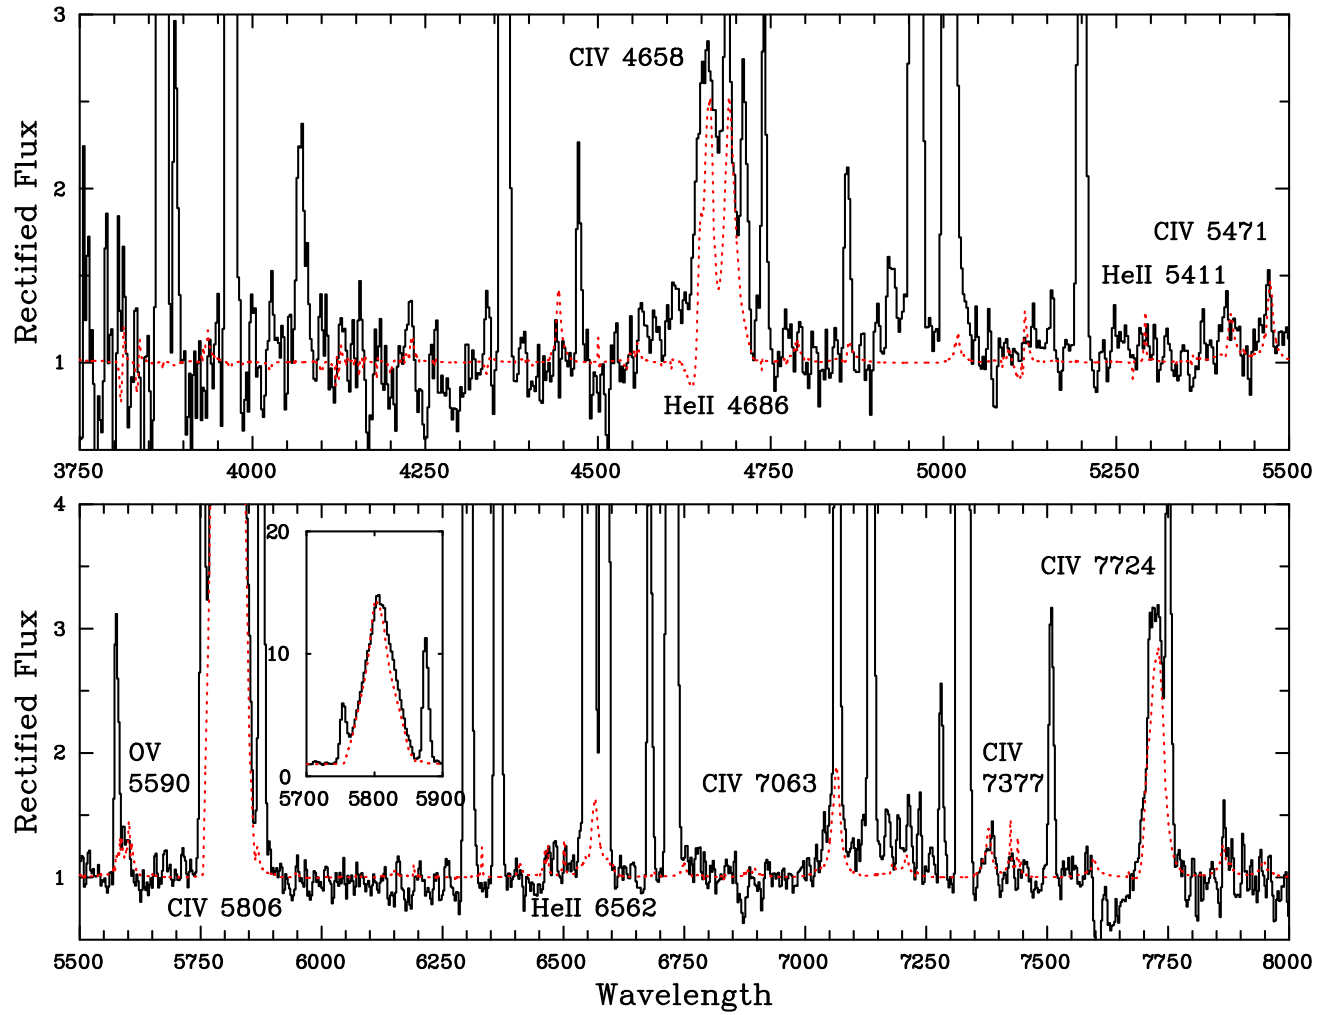 3
CIV 4658
CIV 5471
HeII 5411
2
1
HeII 4686
Rectified Flux
3750 4000 4250 4500 4750 5000 5250 5500
4
20
CIV 7724
3
10
OV
5590
CIV
7377
2
0
CIV 7063
5700 5800 5900
1
CIV 5806
HeII 6562
Rectified Flux
5500 5750 6000 6250 6500 6750 7000 7250 7500 7750 8000
Wavelength